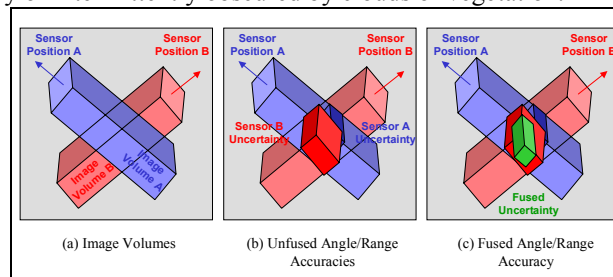 Sensor
Position A
Sensor
Position B
Image
Volume B
Image
Volume A
Sensor
Position A
Sensor
Position B
Sensor B
Uncertainty
Sensor A
Uncertainty
Sensor
Position A
Sensor
Position B
Fused
Uncertainty
(a) Image Volumes
(b) Unfused Angle/Range
Accuracies
(c) Fused Angle/Range
Accuracy